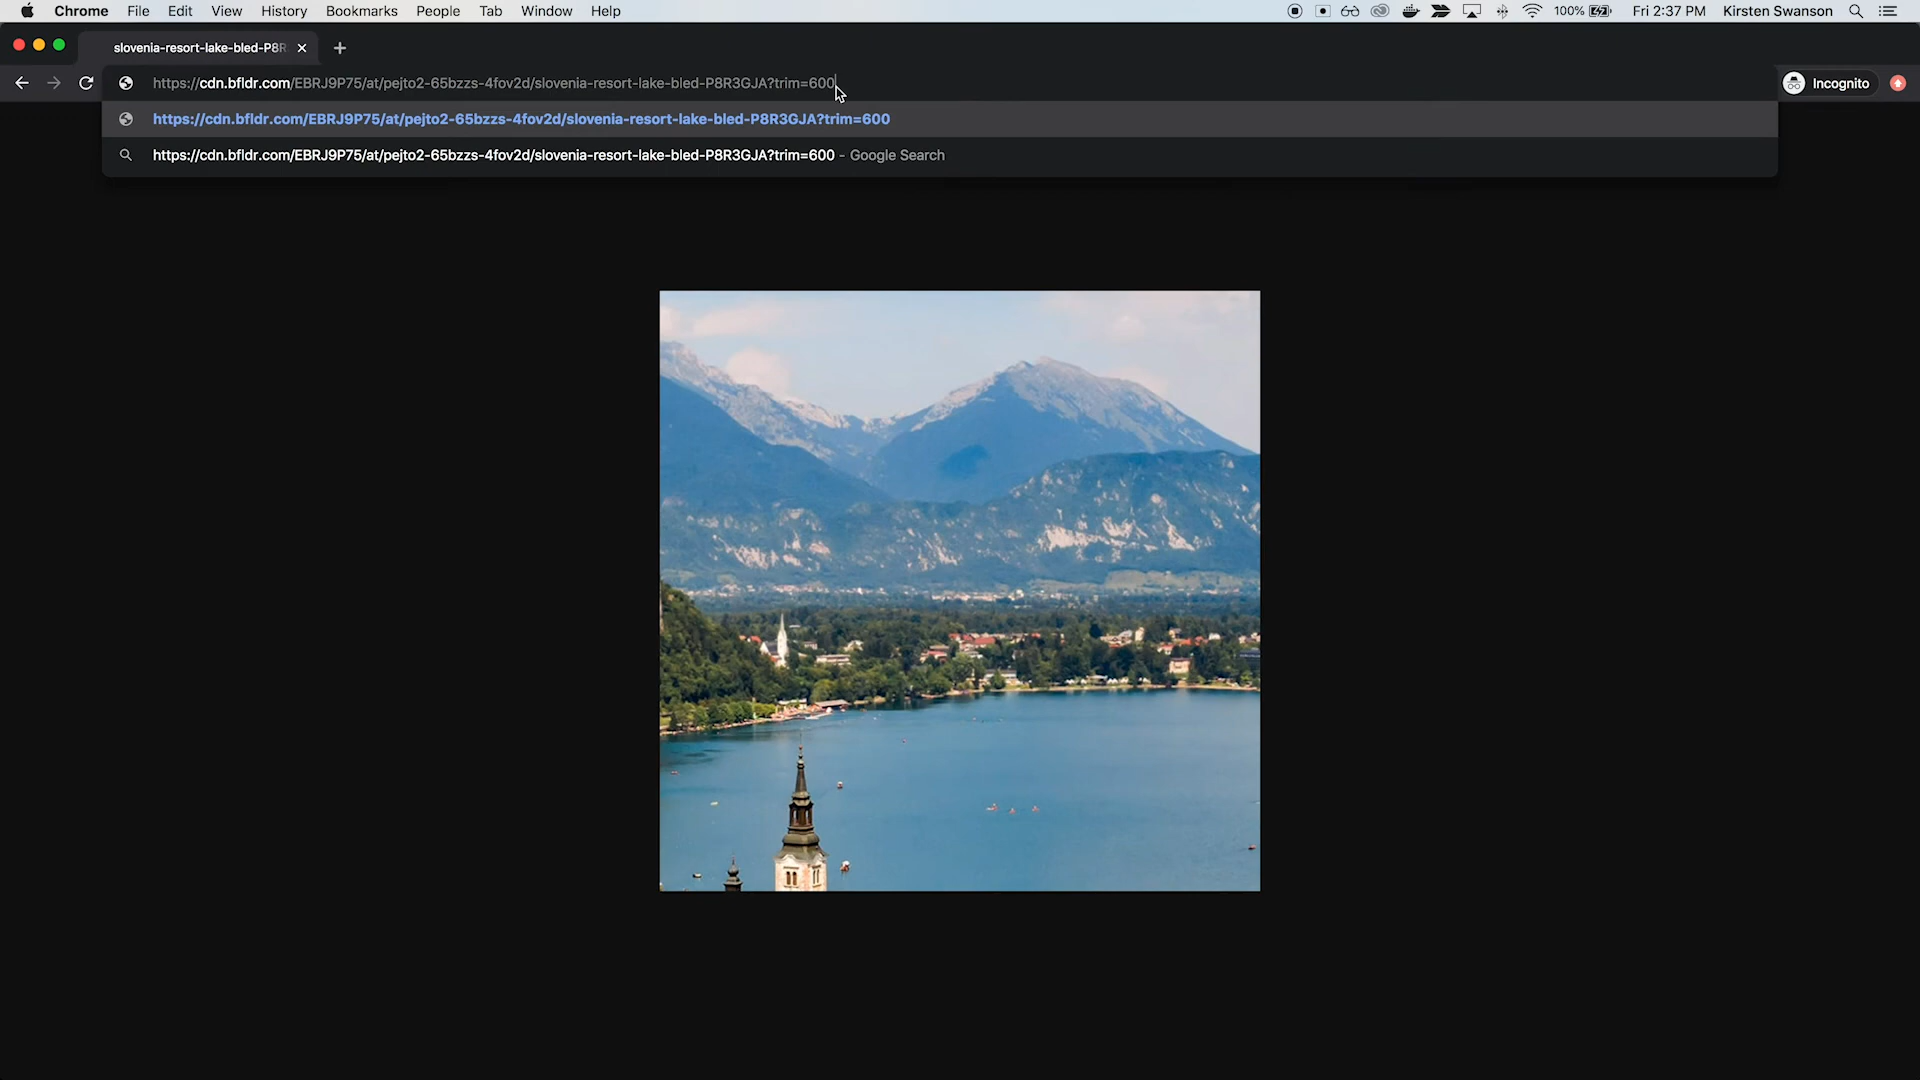 Chrome File Edit View History Bookmarks People Tab Window Help 100% Fri 2:37 PM Kirsten Swanson
slovenia-resort-lake-bled-P8R
https://cdn.bfldr.com/EBRJ9P75/at/pejto2-65bzzs-4fov2d/slovenia-resort-lake-bled-P8R3GJA?trim=600 Incognito
https://cdn.bfldr.com/EBRJ9P75/at/pejto2-65bzzs-4fov2d/slovenia-resort-lake-bled-P8R3GJA?trim=600
https://cdn.bfldr.com/EBRJ9P75/at/pejto2-65bzzs-4fov2d/slovenia-resort-lake-bled-P8R3GJA?trim=600 - Google Search